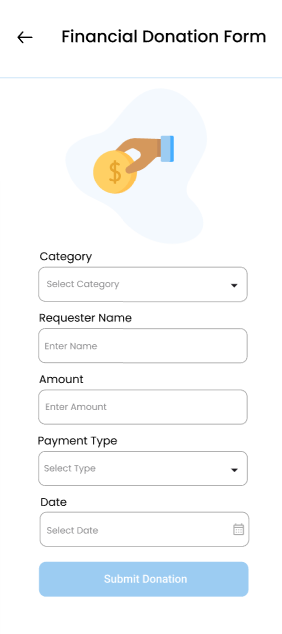 Financial Donation Form
$
Category
Select Category
Requester Name
Enter Name
Amount
Enter Amount
Payment Type
Select Type
Date
Select Date
Submit Donation